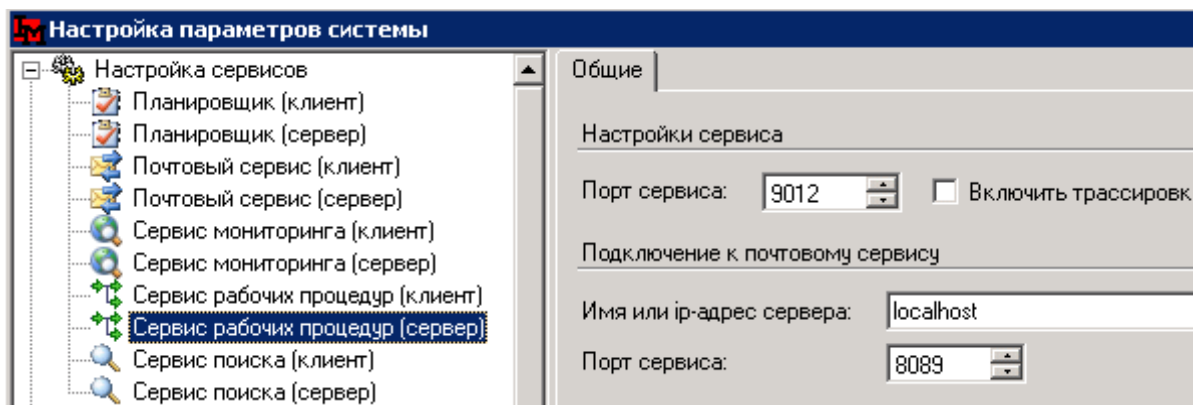 Настройка параметров системы
Настройка сервисов
Планировщик (клиент)
Планировщик (сервер)
Почтовый сервис (клиент)
Почтовый сервис (сервер)
Сервис мониторинга (клиент)
Сервис мониторинга (сервер)
Сервис рабочих процедур (клиент)
Сервис рабочих процедур (сервер)
Сервис поиска (клиент)
Сервис поиска (сервер)
Общие
Настройки сервиса
Порт сервиса: 9012 Включить трассировк
Подключение к почтовому сервису
Имя или ip-адрес сервера: localhost
Порт сервиса: 8089